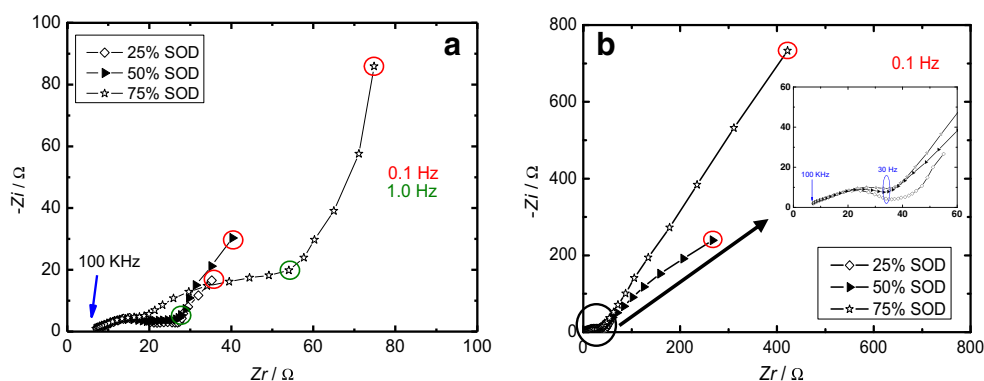 a
100
80
60
40
20
0
-Zi / Ω
25% SOD
50% SOD
75% SOD
0.1 Hz
1.0 Hz
100 KHz
0 20 40 60 80 100
Zr / Ω
b
800
600
400
200
0
-Zi / Ω
0.1 Hz
60
40
20
0
100 KHz
30 Hz
0 20 40 60
25% SOD
50% SOD
75% SOD
0 200 400 600 800
Zr / Ω